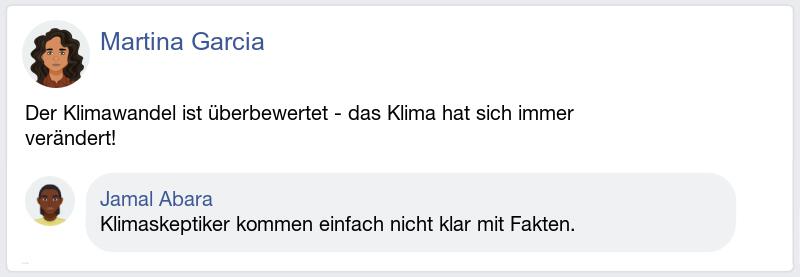 Martina Garcia
Der Klimawandel ist überbewertet - das Klima hat sich immer
verändert!
Jamal Abara
Klimaskeptiker kommen einfach nicht klar mit Fakten.